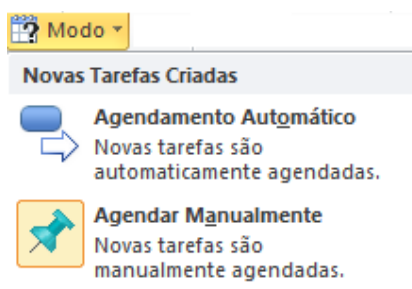 Modo
Novas Tarefas Criadas
Agendamento Automático
Novas tarefas são
automaticamente agendadas.
Agendar Manualmente
Novas tarefas são
manualmente agendadas.